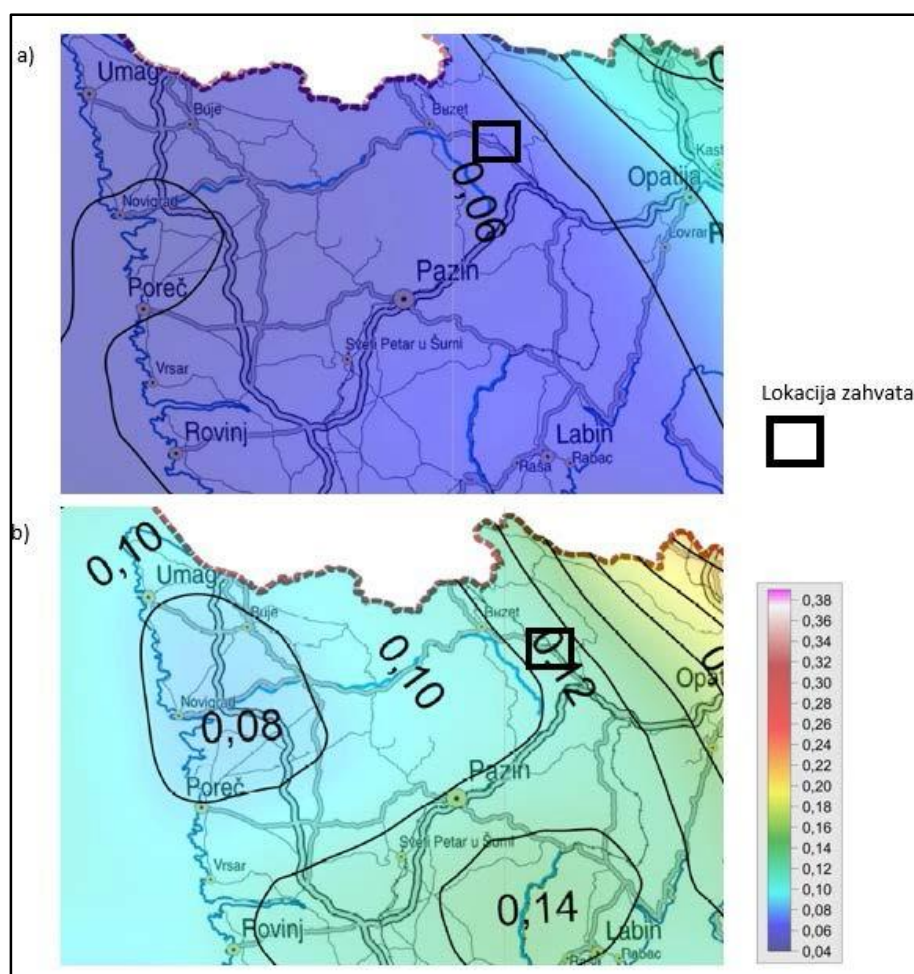 a)
Umag
Buje
Buzet
Kast
0,06
Opatija
Novigrad
Lovran
Pazin
Poreč
Sveti Petar u Šumi
Vrsar
Rovinj
Labin
Raša
Rabac
Lokacija zahvata
b)
0,10
Umag
Buje
Buzet
0,10
0,12
Opat
Novigrad
0,08
Pazin
Poreč
Sveti Petar u Šumi
Vrsar
0,14
Rovinj
Labin
Rabac
0,38
0,36
0,34
0,32
0,30
0,28
0,26
0,24
0,22
0,20
0,18
0,16
0,14
0,12
0,10
0,08
0,06
0,04